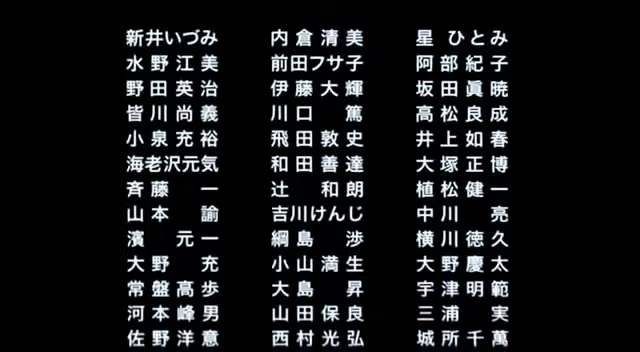 新井いづみ 内倉清美 星 ひとみ
水野江美 前田フサ子 阿部紀子
野田英治 伊藤大輝 坂田眞暁
皆川尚義 川口 篤 高松良成
小泉充裕 飛田敦史 井上如春
海老沢元気 和田善達 大塚正博
斉藤 一 辻 和朗 植松健一
山本 諭 吉川けんじ 中川 亮
濱 元一 綱島 渉 横川徳久
大野 充 小山満生 大野慶太
常盤高歩 大島 昇 宇津明範
河本峰男 山田保良 三浦 実
佐野洋意 西村光弘 城所千萬